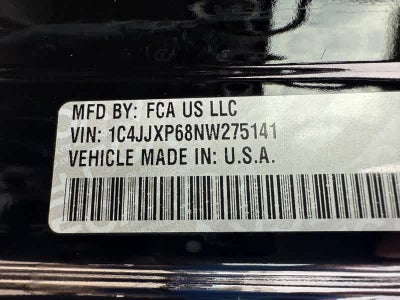 MFD BY: FCA US LLC
VIN: 1C4JJXP68NW275141
VEHICLE MADE IN: U.S.A.